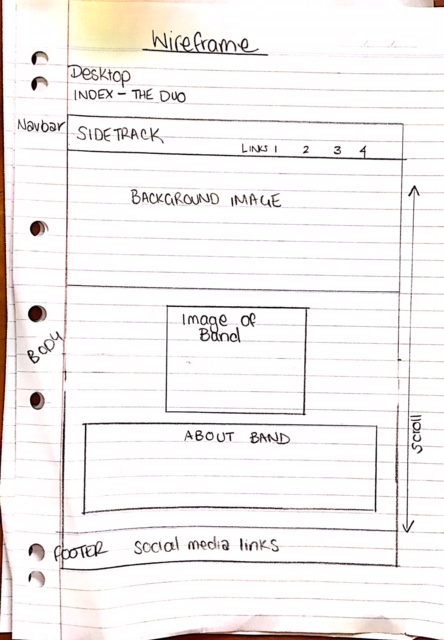 Wireframe
Desktop
INDEX - THE DUO
Navbar
SIDETRACK
LINKS 1 2 3 4
BACKGROUND IMAGE
Image of
Band
BODY
ABOUT BAND
Scroll
FOOTER
social media links